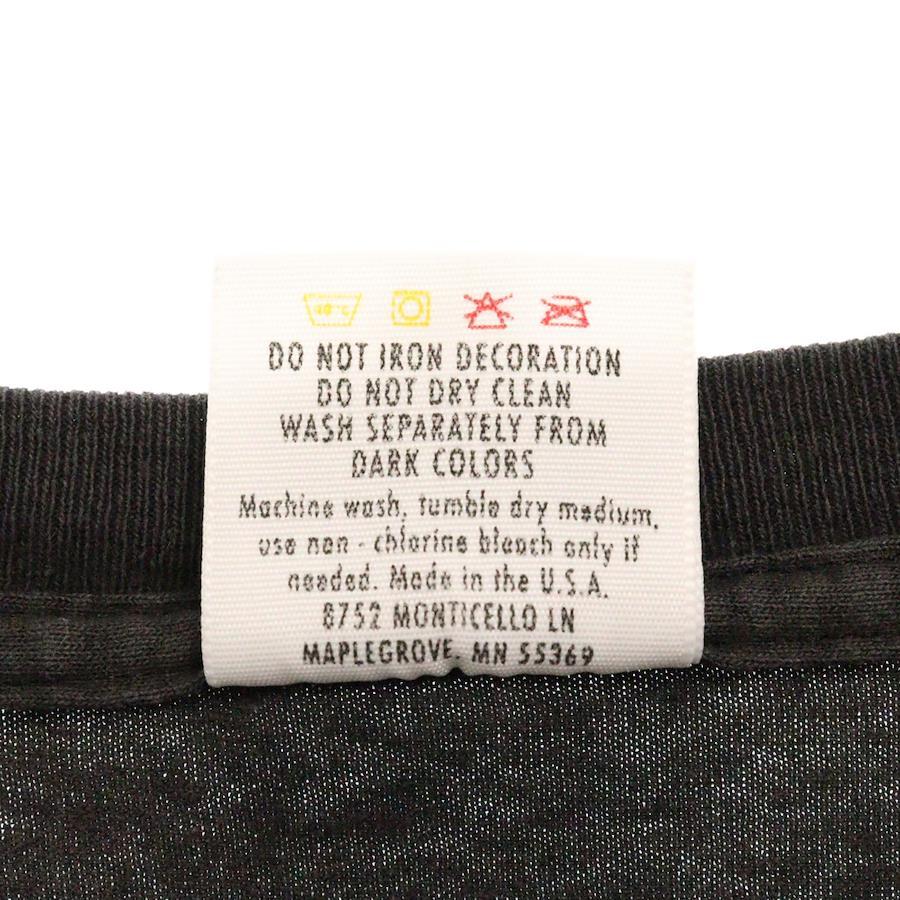 40°C
DO NOT IRON DECORATION
DO NOT DRY CLEAN
WASH SEPARATELY FROM
DARK COLORS
Machine wash, tumble dry medium,
use non - chlorine bleach only if
needed. Made in the U.S.A.
8752 MONTICELLO LN
MAPLEGROVE, MN 55369